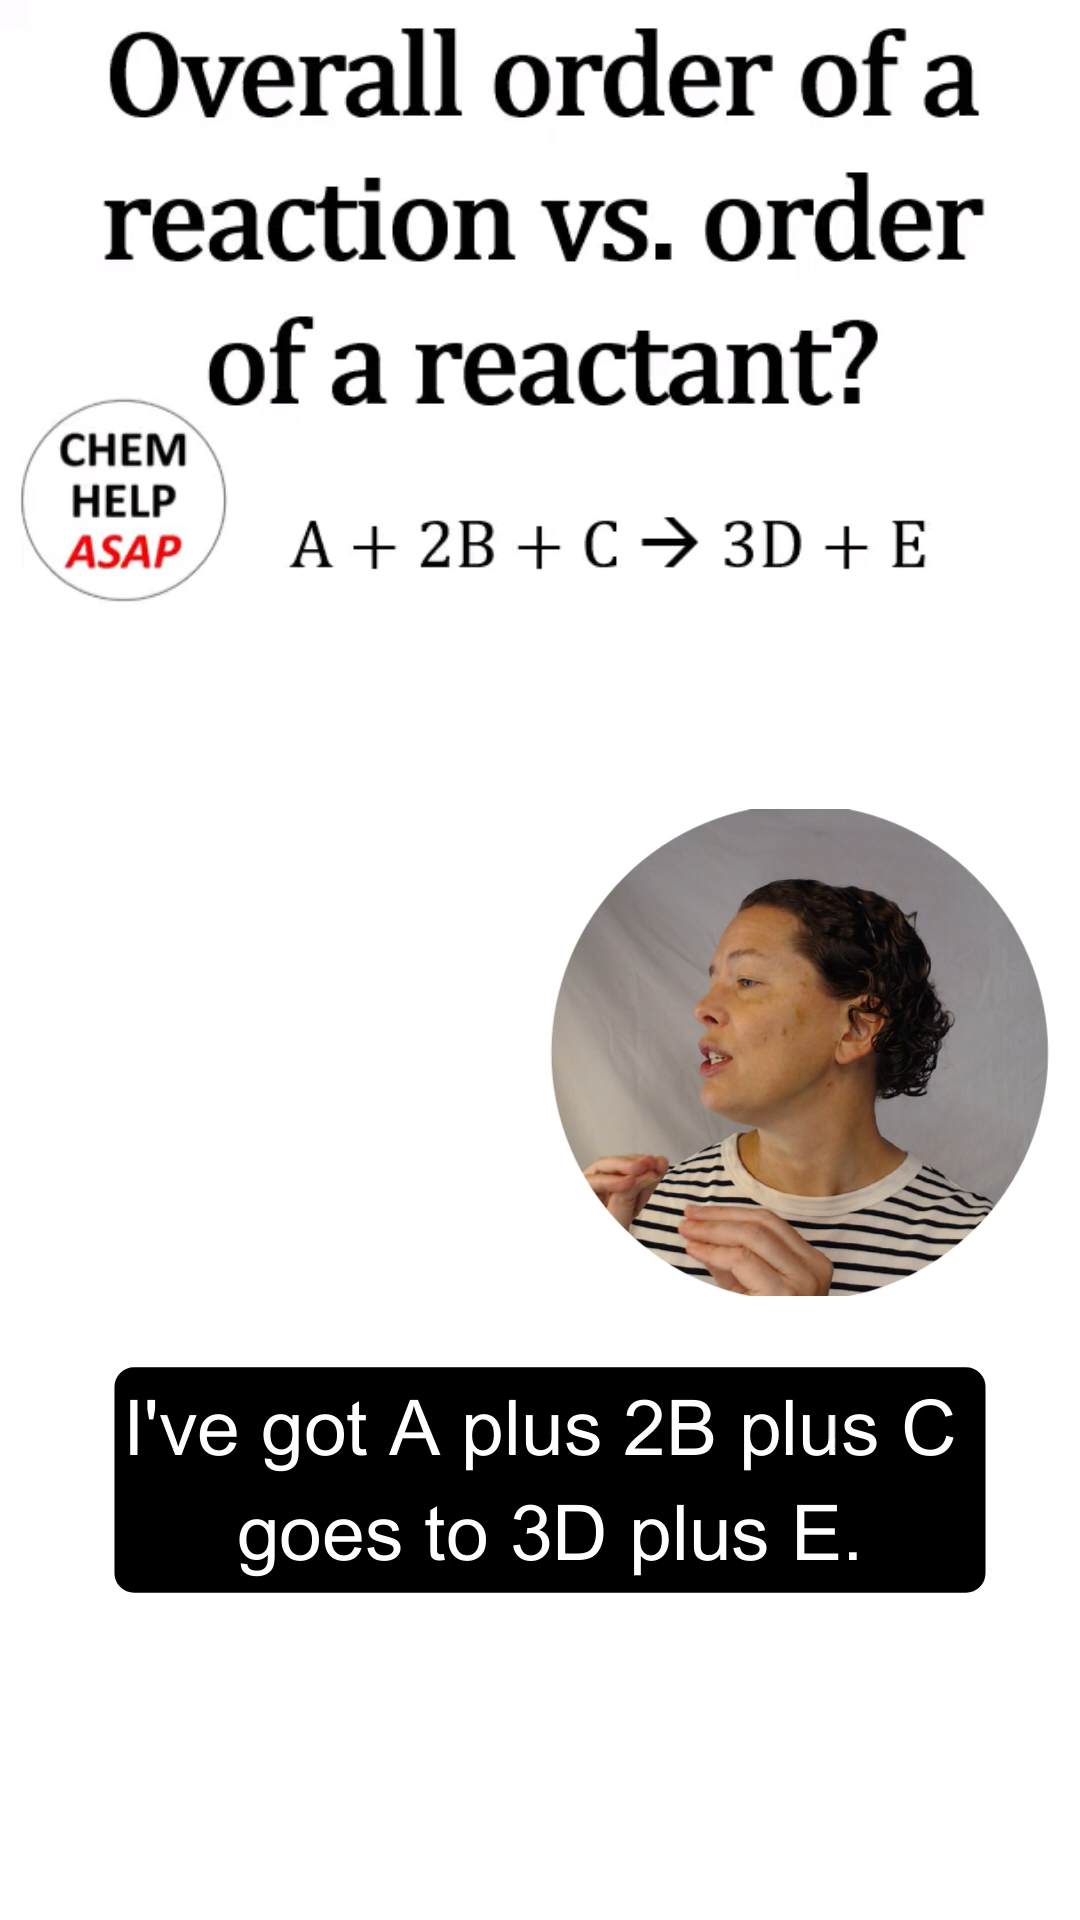 Overall order of a
reaction vs. order
of a reactant?
CHEM
HELP
ASAP
A + 2B + C → 3D + E
I've got A plus 2B plus C
goes to 3D plus E.